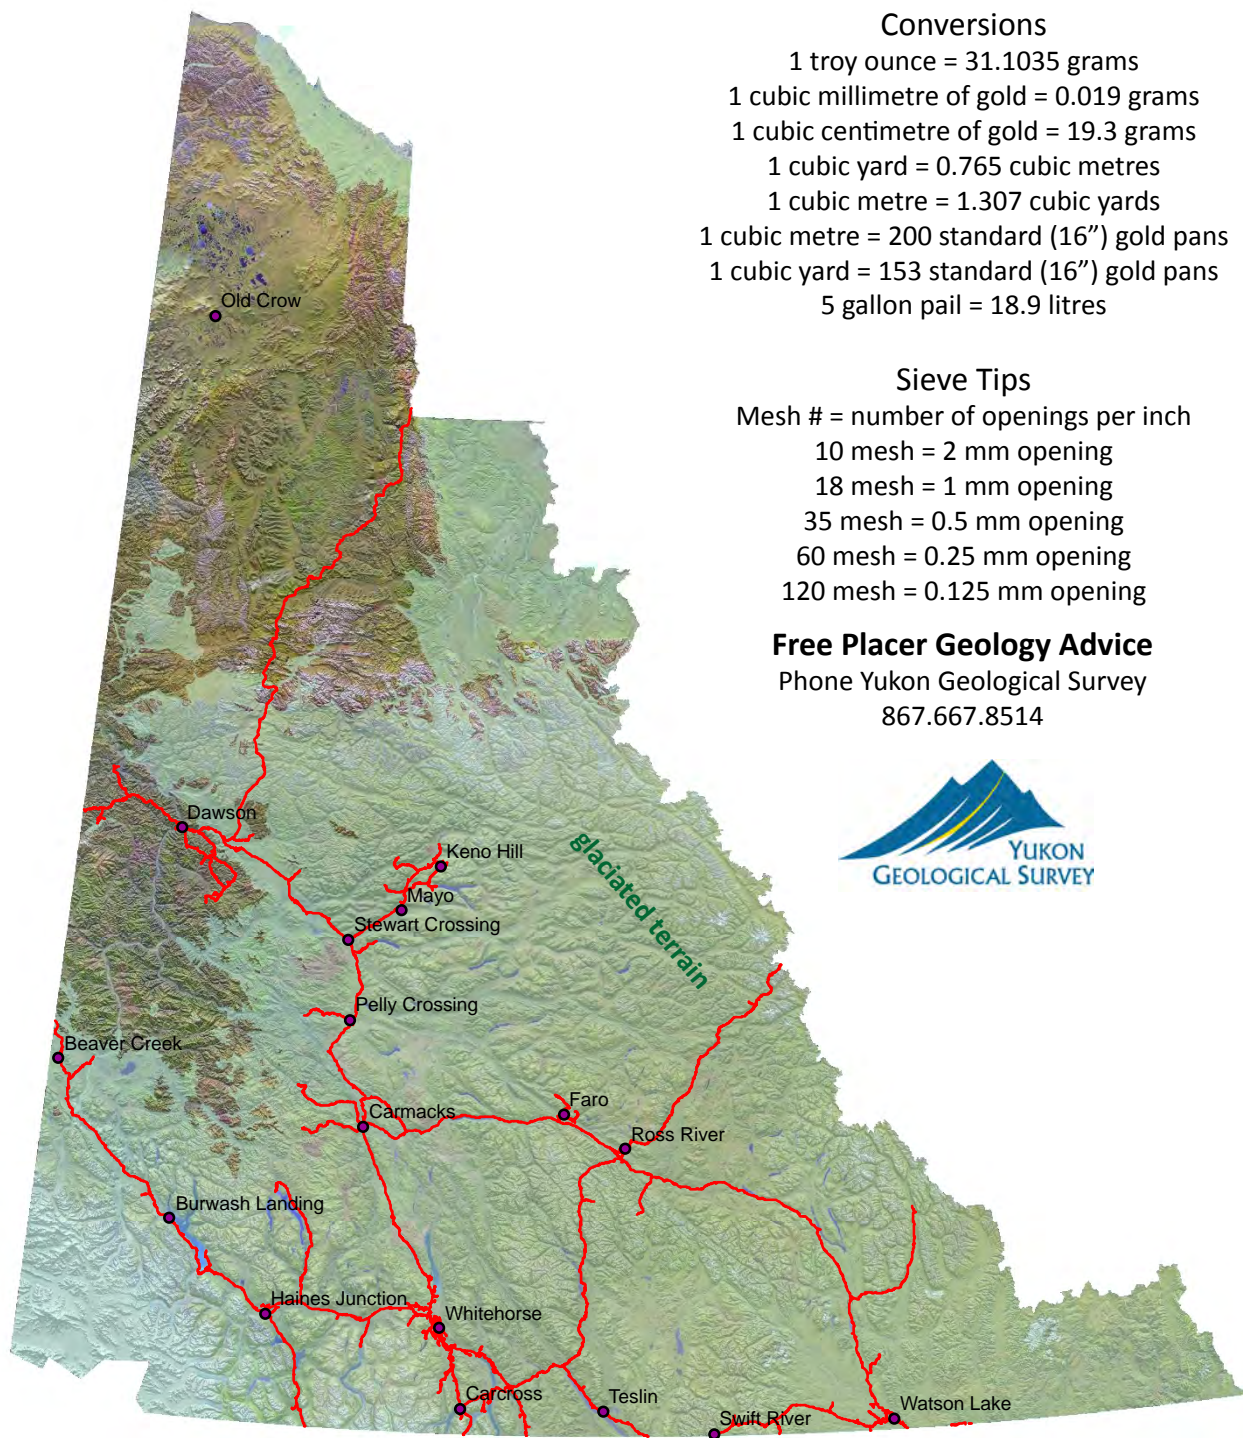 Conversions
1 troy ounce = 31.1035 grams
1 cubic millimetre of gold = 0.019 grams
1 cubic centimetre of gold = 19.3 grams
1 cubic yard = 0.765 cubic metres
1 cubic metre = 1.307 cubic yards
1 cubic metre = 200 standard (16”) gold pans
1 cubic yard = 153 standard (16”) gold pans
5 gallon pail = 18.9 litres
Sieve Tips
Mesh # = number of openings per inch
10 mesh = 2 mm opening
18 mesh = 1 mm opening
35 mesh = 0.5 mm opening
60 mesh = 0.25 mm opening
120 mesh = 0.125 mm opening
Free Placer Geology Advice
Phone Yukon Geological Survey
867.667.8514
YUKON
GEOLOGICAL SURVEY
Old Crow
Dawson
Keno Hill
glaciated terrain
Mayo
Stewart Crossing
Pelly Crossing
Beaver Creek
Carmacks
Faro
Ross River
Burwash Landing
Haines Junction
Whitehorse
Carcross
Teslin
Swift River
Watson Lake